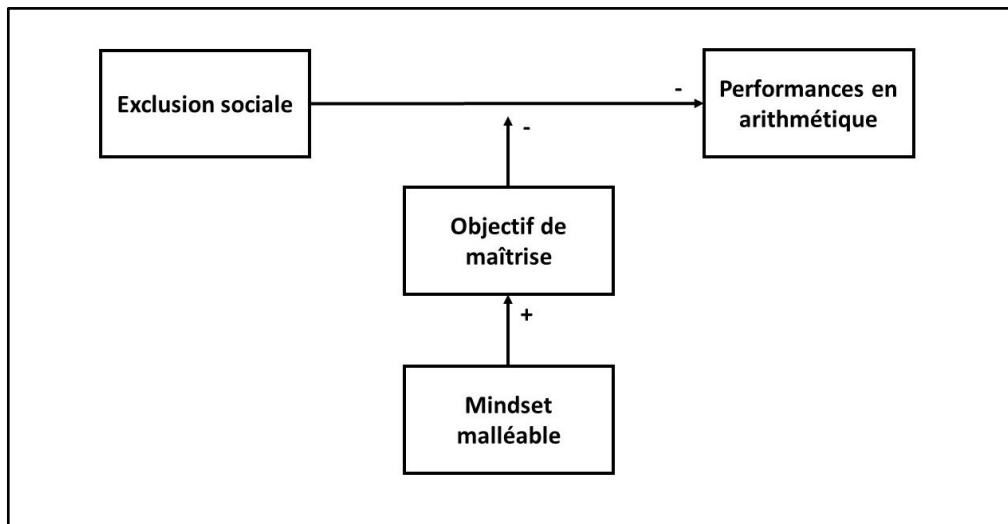 Exclusion sociale
-
Performances en
arithmétique
-
Objectif de
maîtrise
+
Mindset
malléable